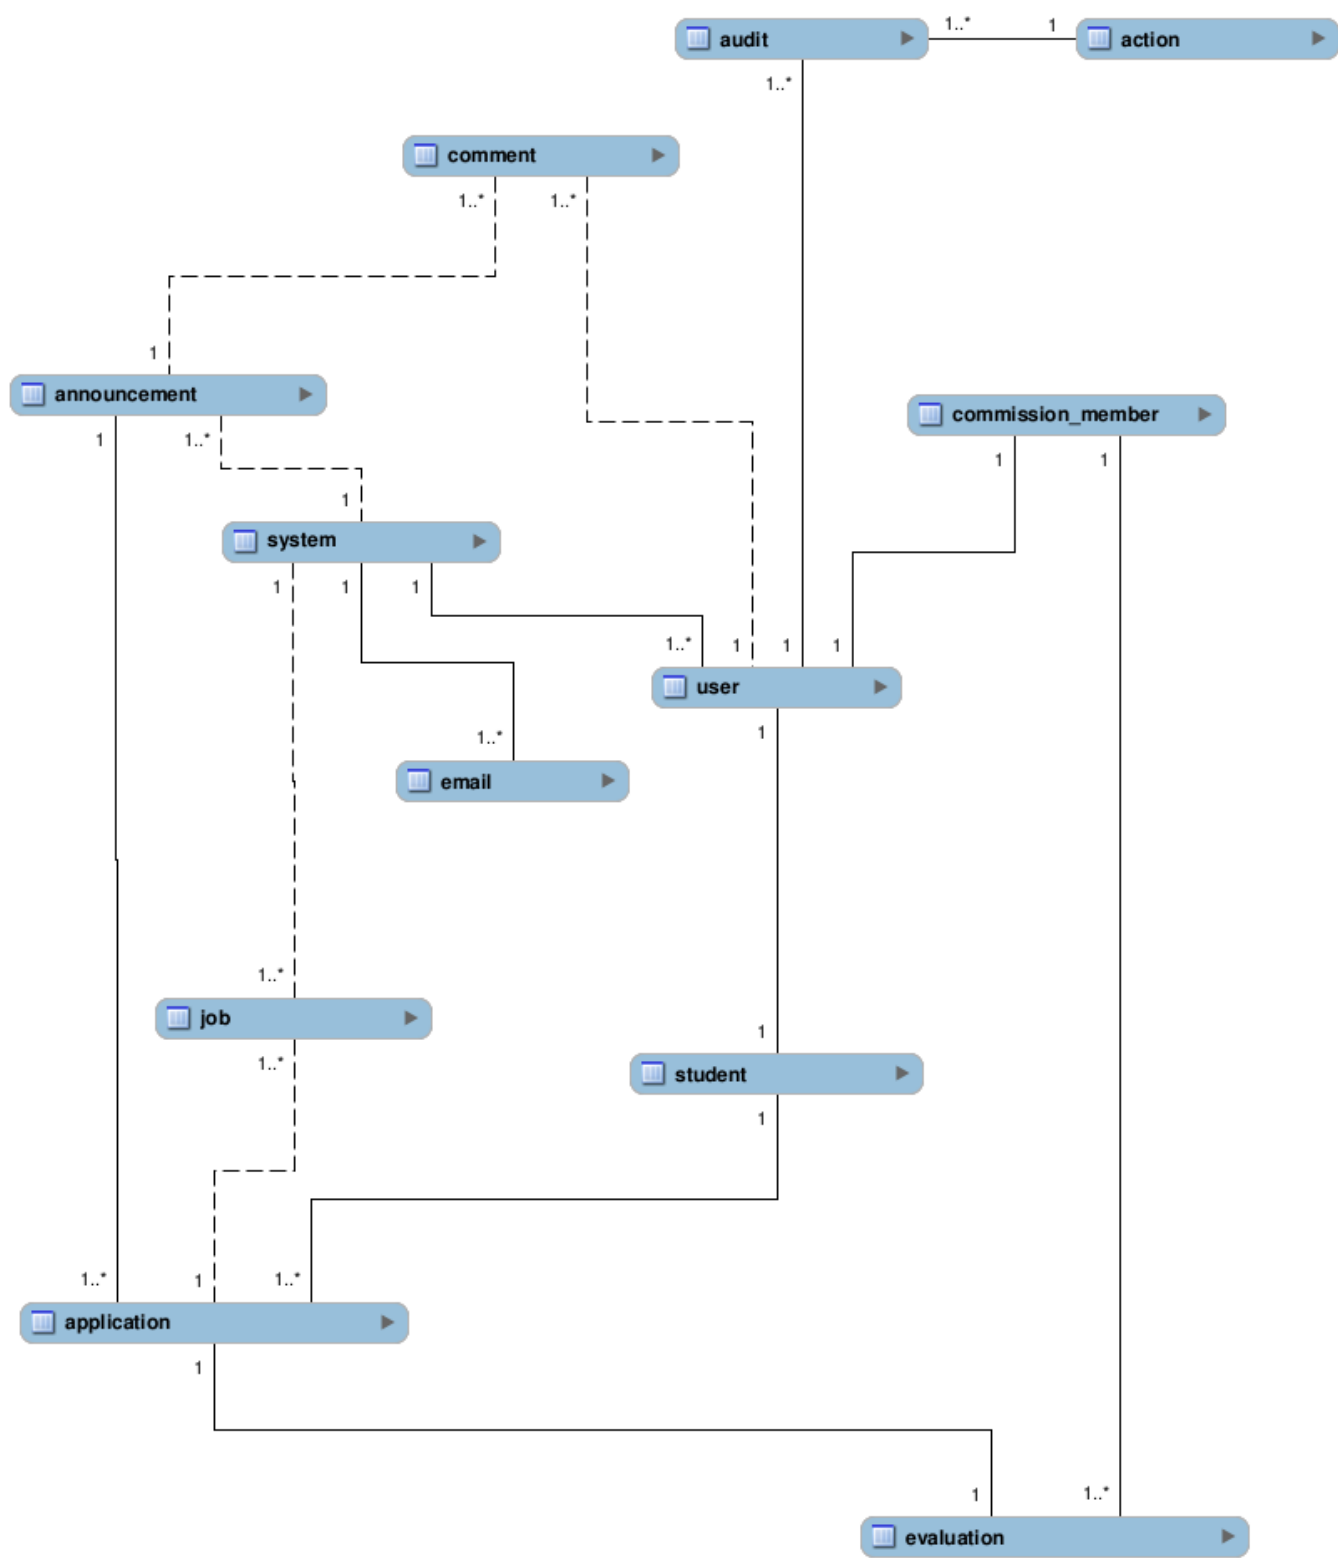 audit
1..*
1
action
1..*
comment
1..*
1..*
1
announcement
commission_member
1
1..*
1
1
1
system
1
1
1
1..*
1
1
1
user
1
1..*
email
1..*
job
1..*
1
student
1
1..*
1
1..*
application
1
1
1..*
evaluation